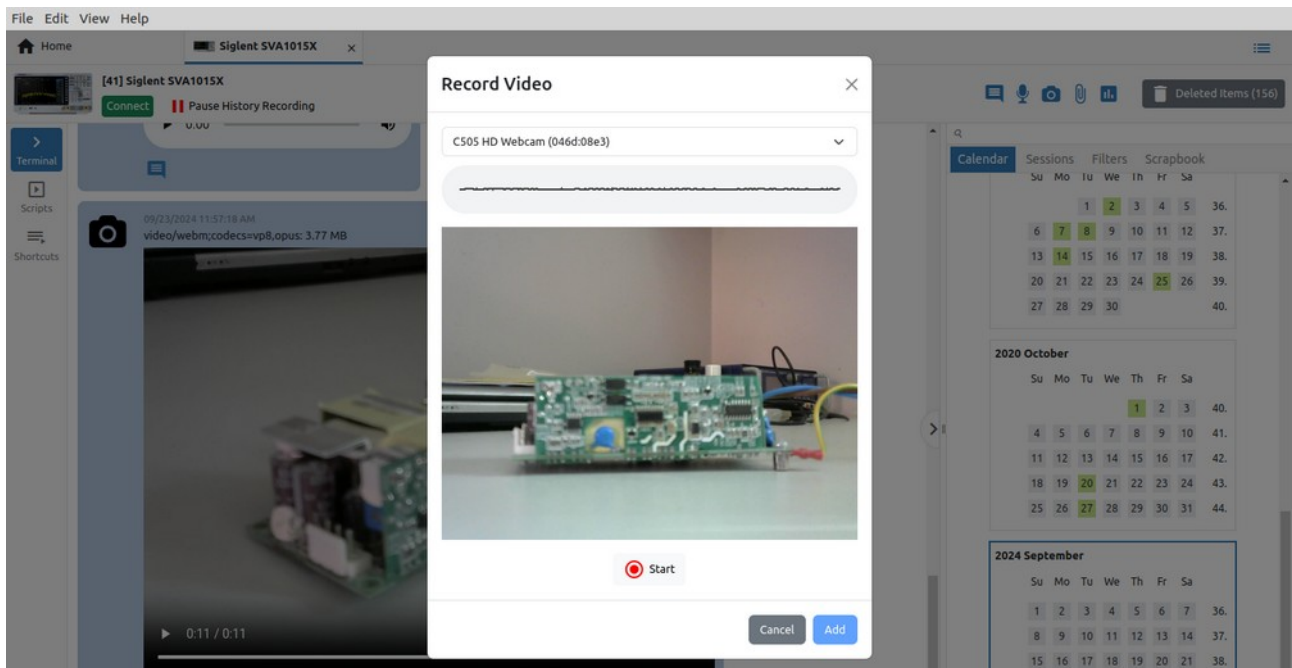 File Edit View Help
Home
Siglent SVA1015X
[41] Siglent SVA1015X
Connect
Pause History Recording
Deleted Items (156)
Terminal
Scripts
Shortcuts
0:00
09/23/2024 11:57:18 AM
video/webm;codecs=vp8,opus: 3.77 MB
0:11 / 0:11
Record Video
C505 HD Webcam (046d:08e3)
Start
Cancel
Add
Calendar Sessions Filters Scrapbook
Su Mo Tu We Th Fr Sa
1 2 3 4 5 36.
6 7 8 9 10 11 12 37.
13 14 15 16 17 18 19 38.
20 21 22 23 24 25 26 39.
27 28 29 30 40.
2020 October
Su Mo Tu We Th Fr Sa
1 2 3 40.
4 5 6 7 8 9 10 41.
11 12 13 14 15 16 17 42.
18 19 20 21 22 23 24 43.
25 26 27 28 29 30 31 44.
2024 September
Su Mo Tu We Th Fr Sa
1 2 3 4 5 6 7 36.
8 9 10 11 12 13 14 37.
15 16 17 18 19 20 21 38.